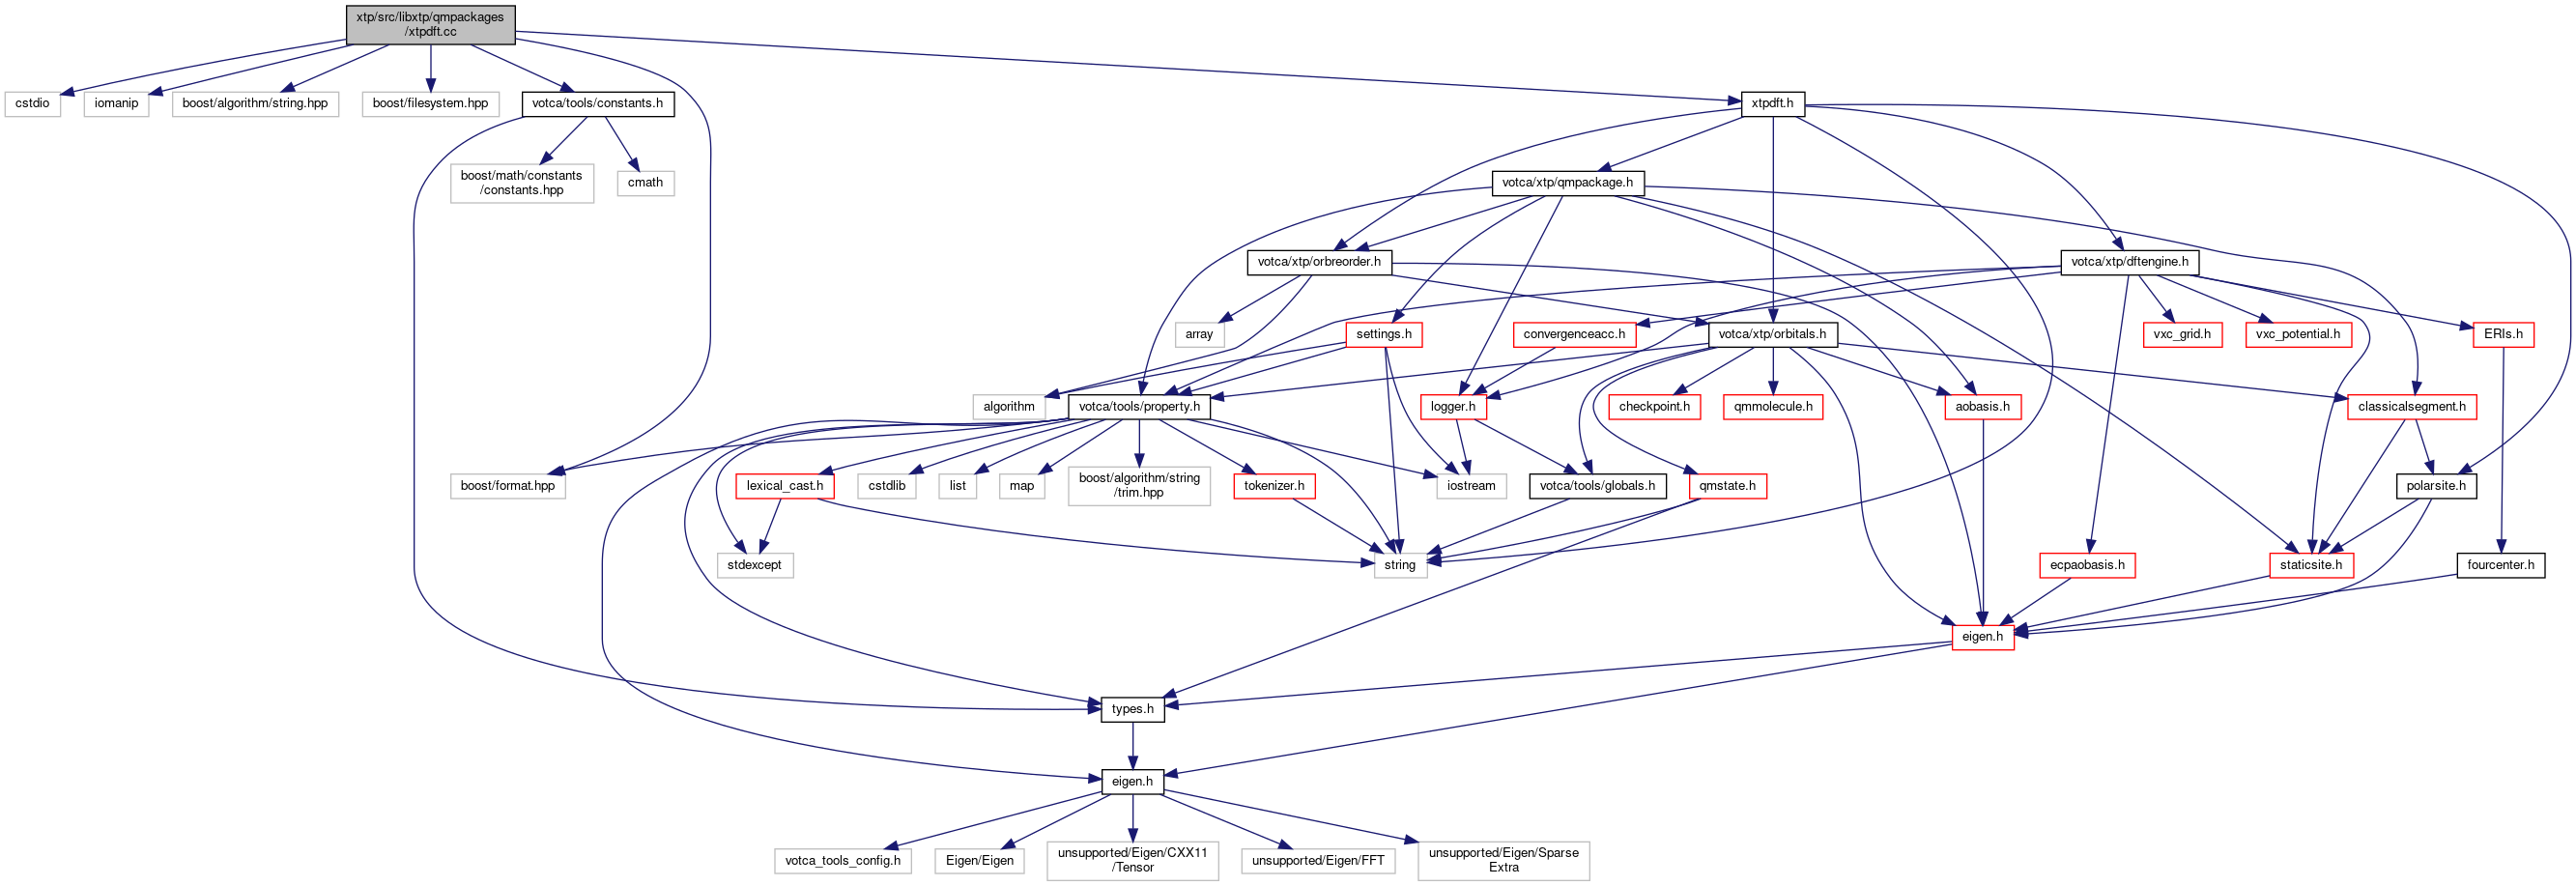 xtp/src/libxtp/qmpackages
/xtpdft.cc
cstdio
iomanip
boost/algorithm/string.hpp
boost/filesystem.hpp
votca/tools/constants.h
xtpdft.h
boost/math/constants
/constants.hpp
cmath
votca/xtp/qmpackage.h
votca/xtp/orbreorder.h
votca/xtp/dftengine.h
array
settings.h
convergenceacc.h
votca/xtp/orbitals.h
vxc_grid.h
vxc_potential.h
ERIs.h
algorithm
votca/tools/property.h
logger.h
checkpoint.h
qmmolecule.h
aobasis.h
classicalsegment.h
boost/format.hpp
lexical_cast.h
cstdlib
list
map
boost/algorithm/string
/trim.hpp
tokenizer.h
iostream
votca/tools/globals.h
qmstate.h
polarsite.h
stdexcept
string
ecpaobasis.h
staticsite.h
fourcenter.h
eigen.h
types.h
eigen.h
votca_tools_config.h
Eigen/Eigen
unsupported/Eigen/CXX11
/Tensor
unsupported/Eigen/FFT
unsupported/Eigen/Sparse
Extra